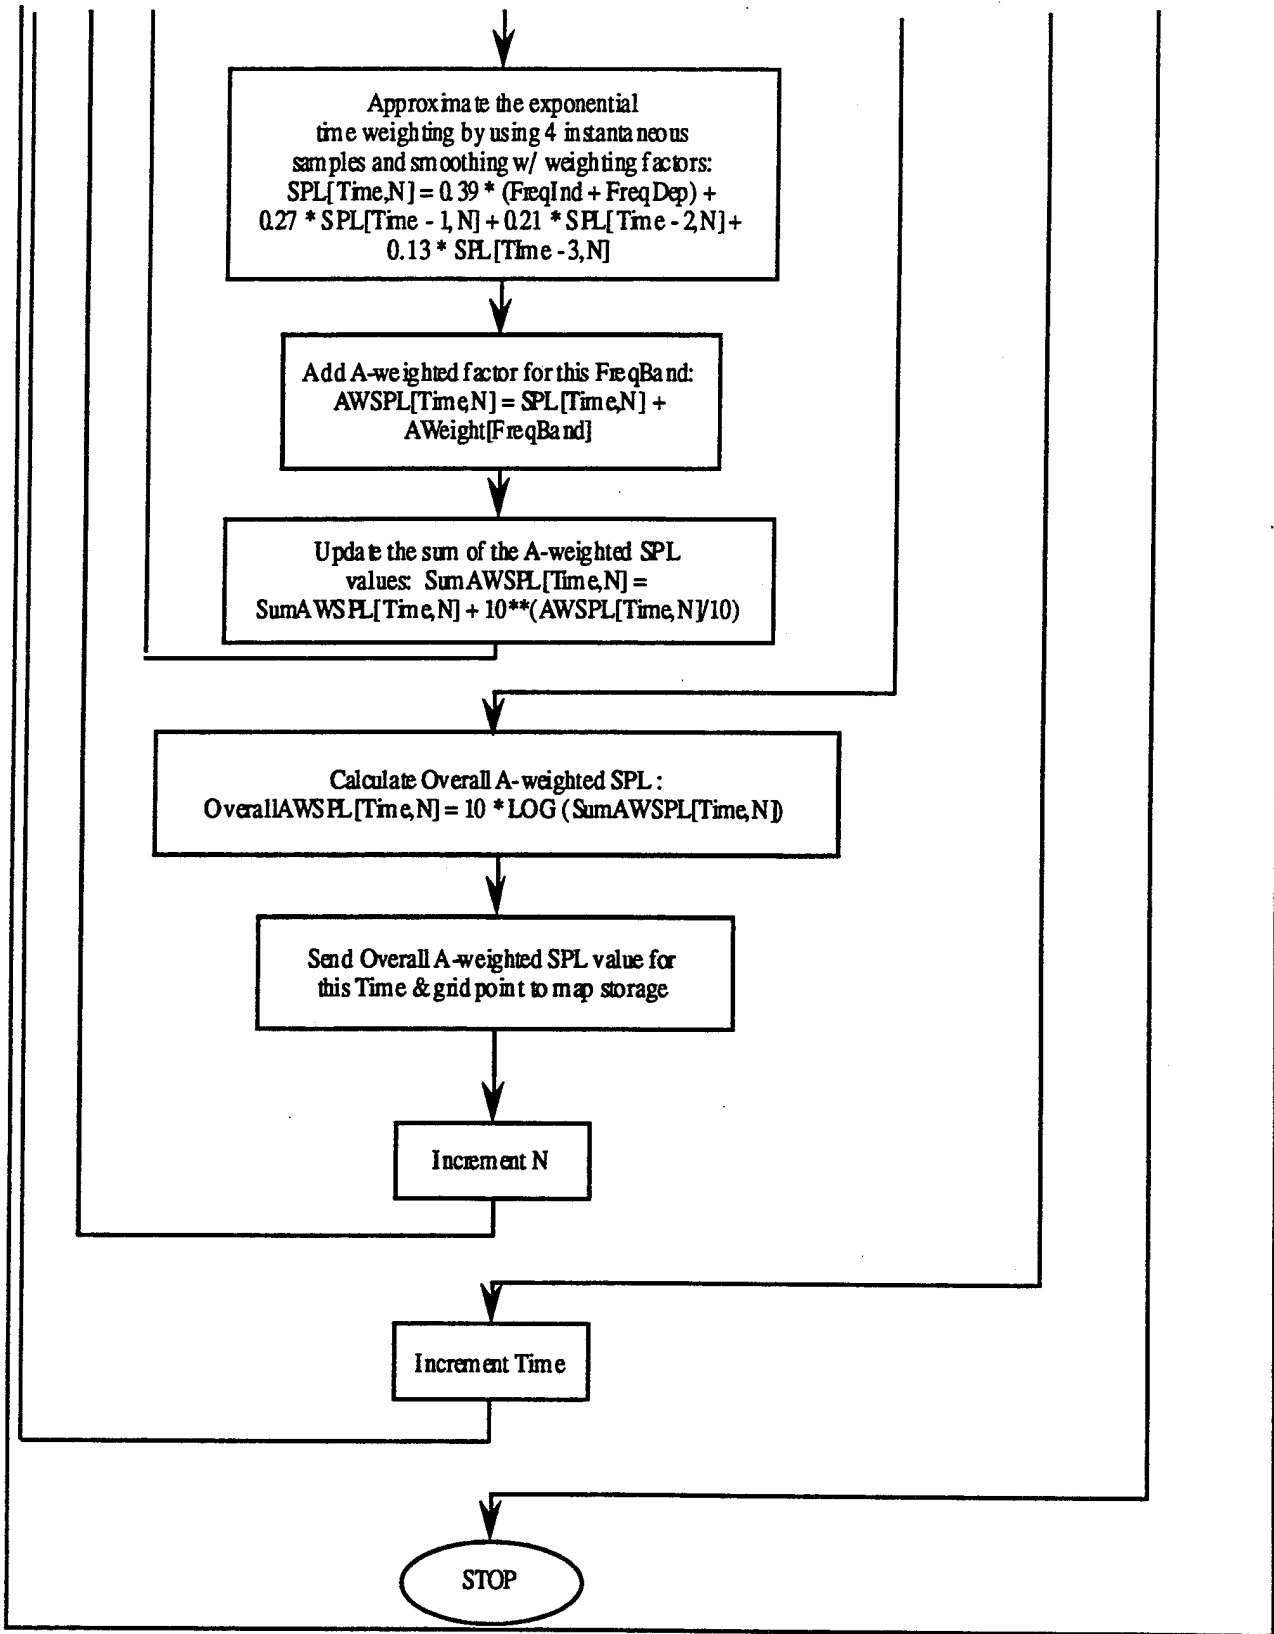 Approximate the exponential
time weighting by using 4 instantaneous
samples and smoothing w/ weighting factors:
SPL[Time,N] = 0.39 * (FreqInd + FreqDep) +
0.27 * SPL[Time - 1, N] + 0.21 * SPL[Time - 2,N] +
0.13 * SPL[Time - 3,N]
Add A-weighted factor for this FreqBand:
AWSPL[Time,N] = SPL[Time,N] +
AWeight[FreqBand]
Update the sum of the A-weighted SPL
values: SumAWSPL[Time,N] =
SumAWSPL[Time,N] + 10**(AWSPL[Time,N]/10)
Calculate Overall A-weighted SPL :
OverallAWSPL[Time,N] = 10 * LOG (SumAWSPL[Time,N])
Send Overall A-weighted SPL value for
this Time & grid point to map storage
Increment N
Increment Time
STOP